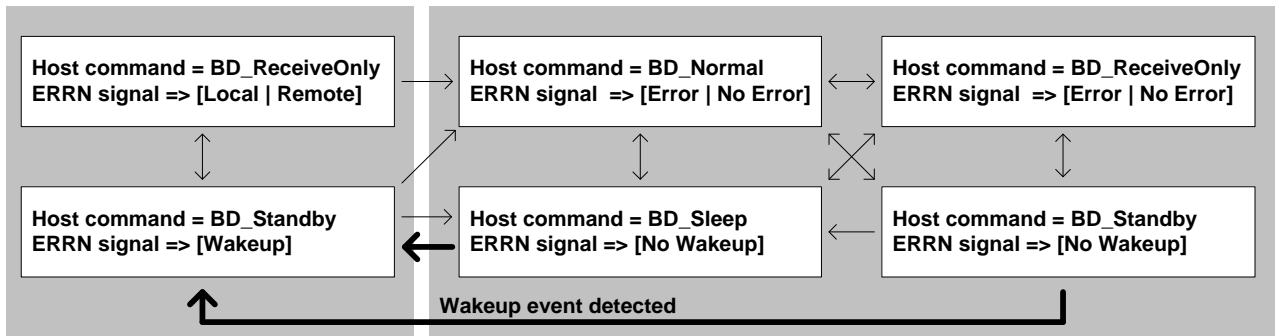 Host command = BD_ReceiveOnly
ERRN signal => [Local | Remote]
Host command = BD_Normal
ERRN signal => [Error | No Error]
Host command = BD_ReceiveOnly
ERRN signal => [Error | No Error]
Host command = BD_Standby
ERRN signal => [Wakeup]
Host command = BD_Sleep
ERRN signal => [No Wakeup]
Host command = BD_Standby
ERRN signal => [No Wakeup]
Wakeup event detected